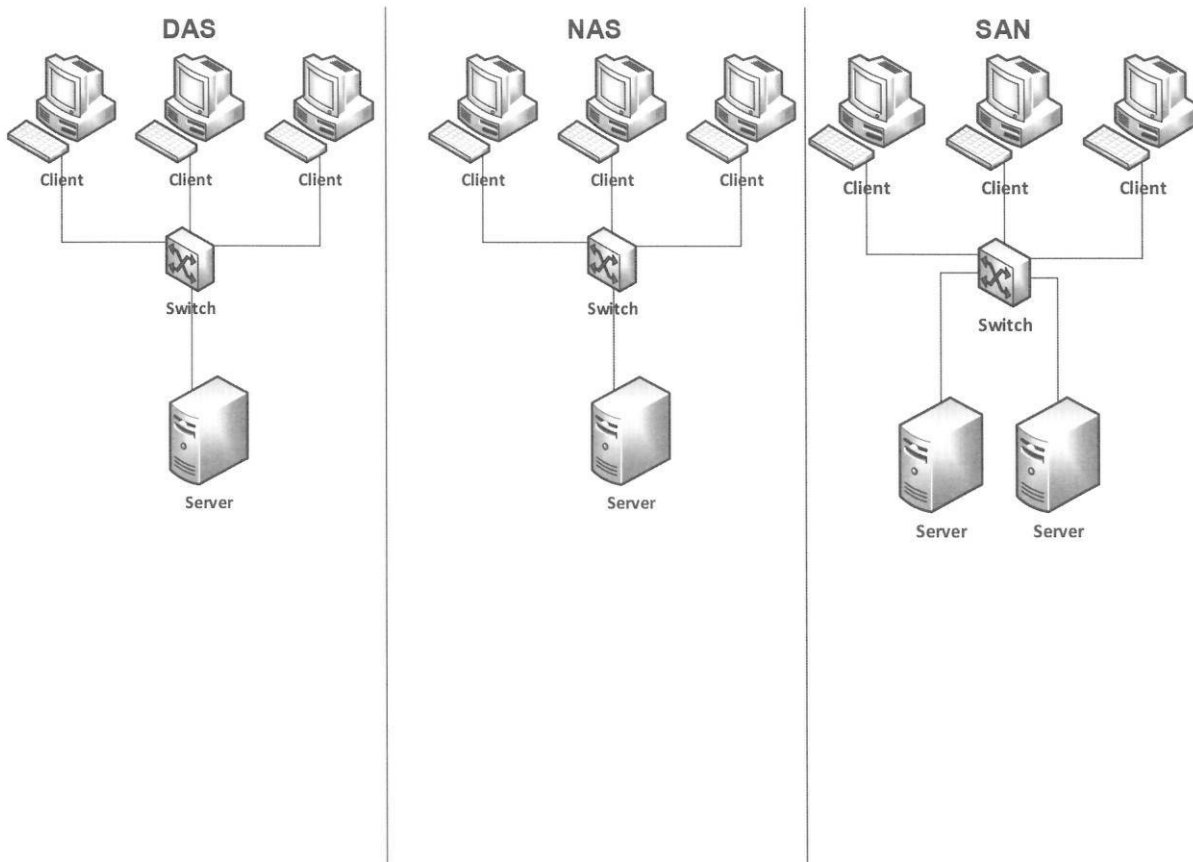 DAS
Client Client Client
Switch
Server
NAS
Client Client Client
Switch
Server
SAN
Client Client Client
Switch
Server Server